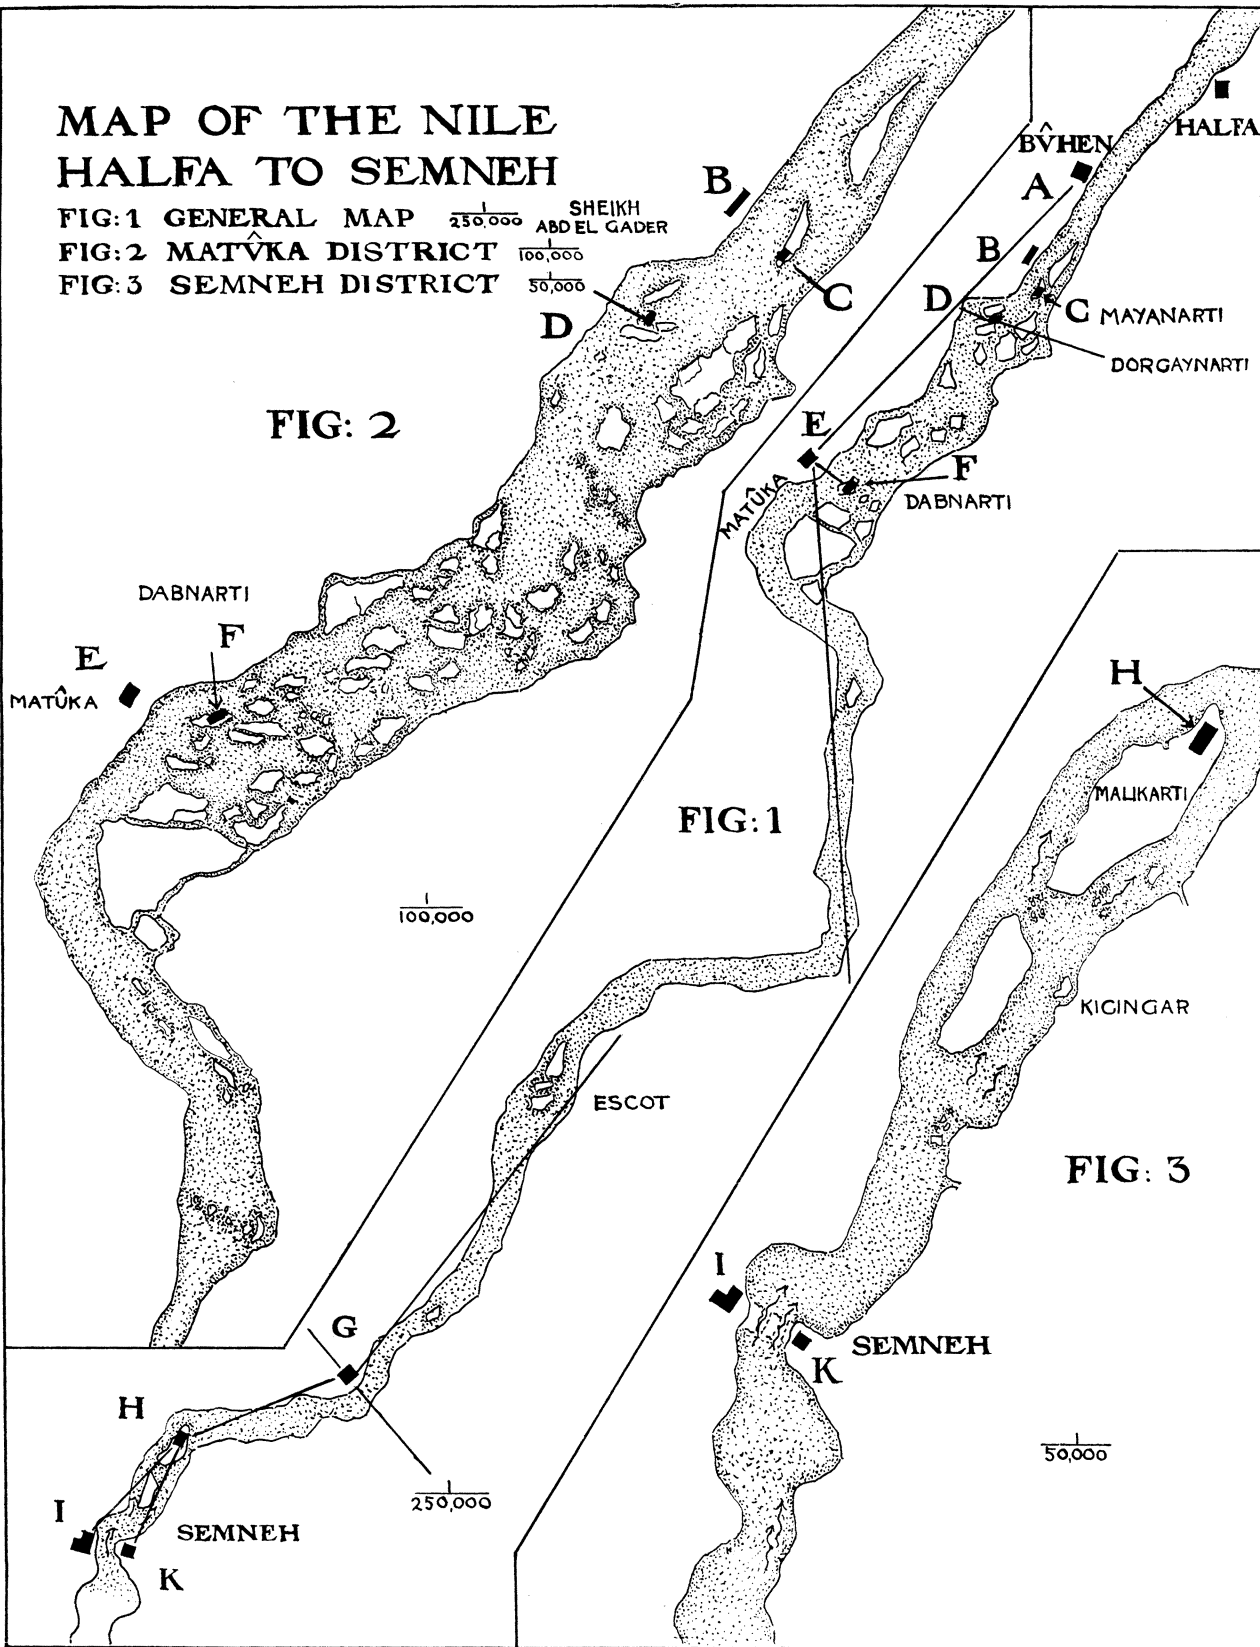 MAP OF THE NILE
HALFA TO SEMNEH
FIG: 1 GENERAL MAP 1/250,000
FIG: 2 MATÛKA DISTRICT 1/100,000
FIG: 3 SEMNEH DISTRICT 1/50,000
SHEIKH
ABD EL GADER
B
C
D
FIG: 2
DABNARTI
F
E
MATÛKA
1/100,000
HALFA
BV̂HEN
A
B
D
C MAYANARTI
DORGAYNARTI
E
MATÛKA
F
DABNARTI
FIG: 1
ESCOT
G
H
1/250,000
I
SEMNEH
K
H
MALIKARTI
KIGINGAR
FIG: 3
I
SEMNEH
K
1/50,000